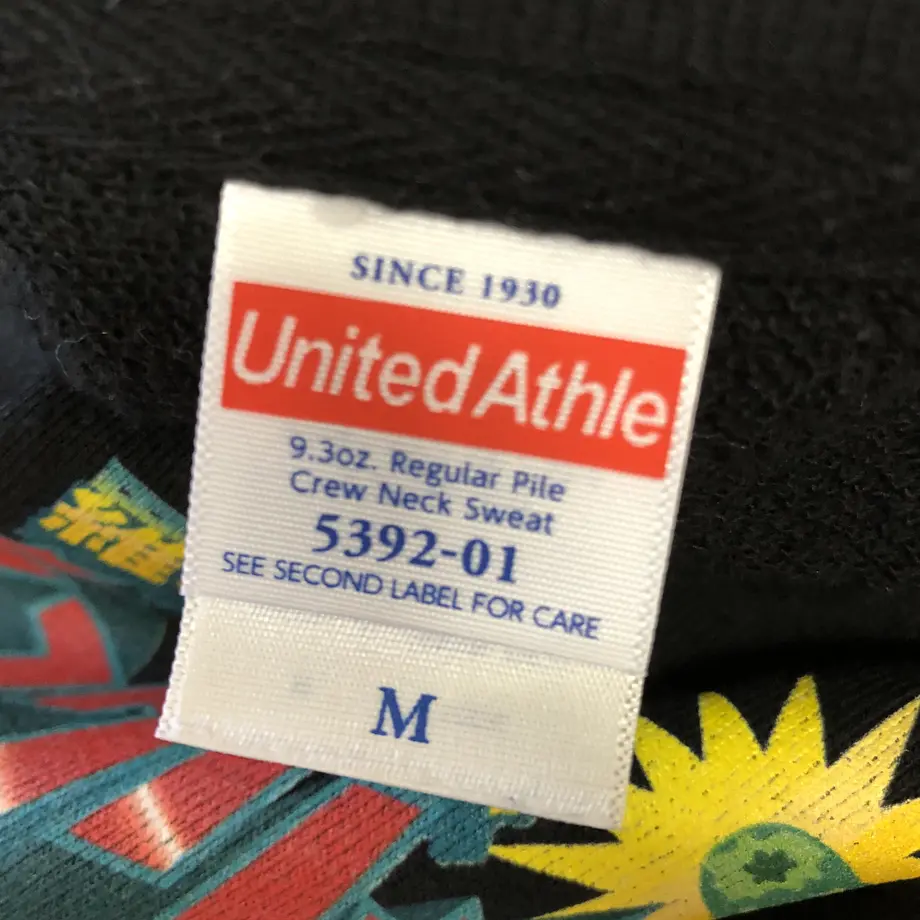 SINCE 1930
United Athle
9.3oz. Regular Pile
Crew Neck Sweat
5392-01
SEE SECOND LABEL FOR CARE
M